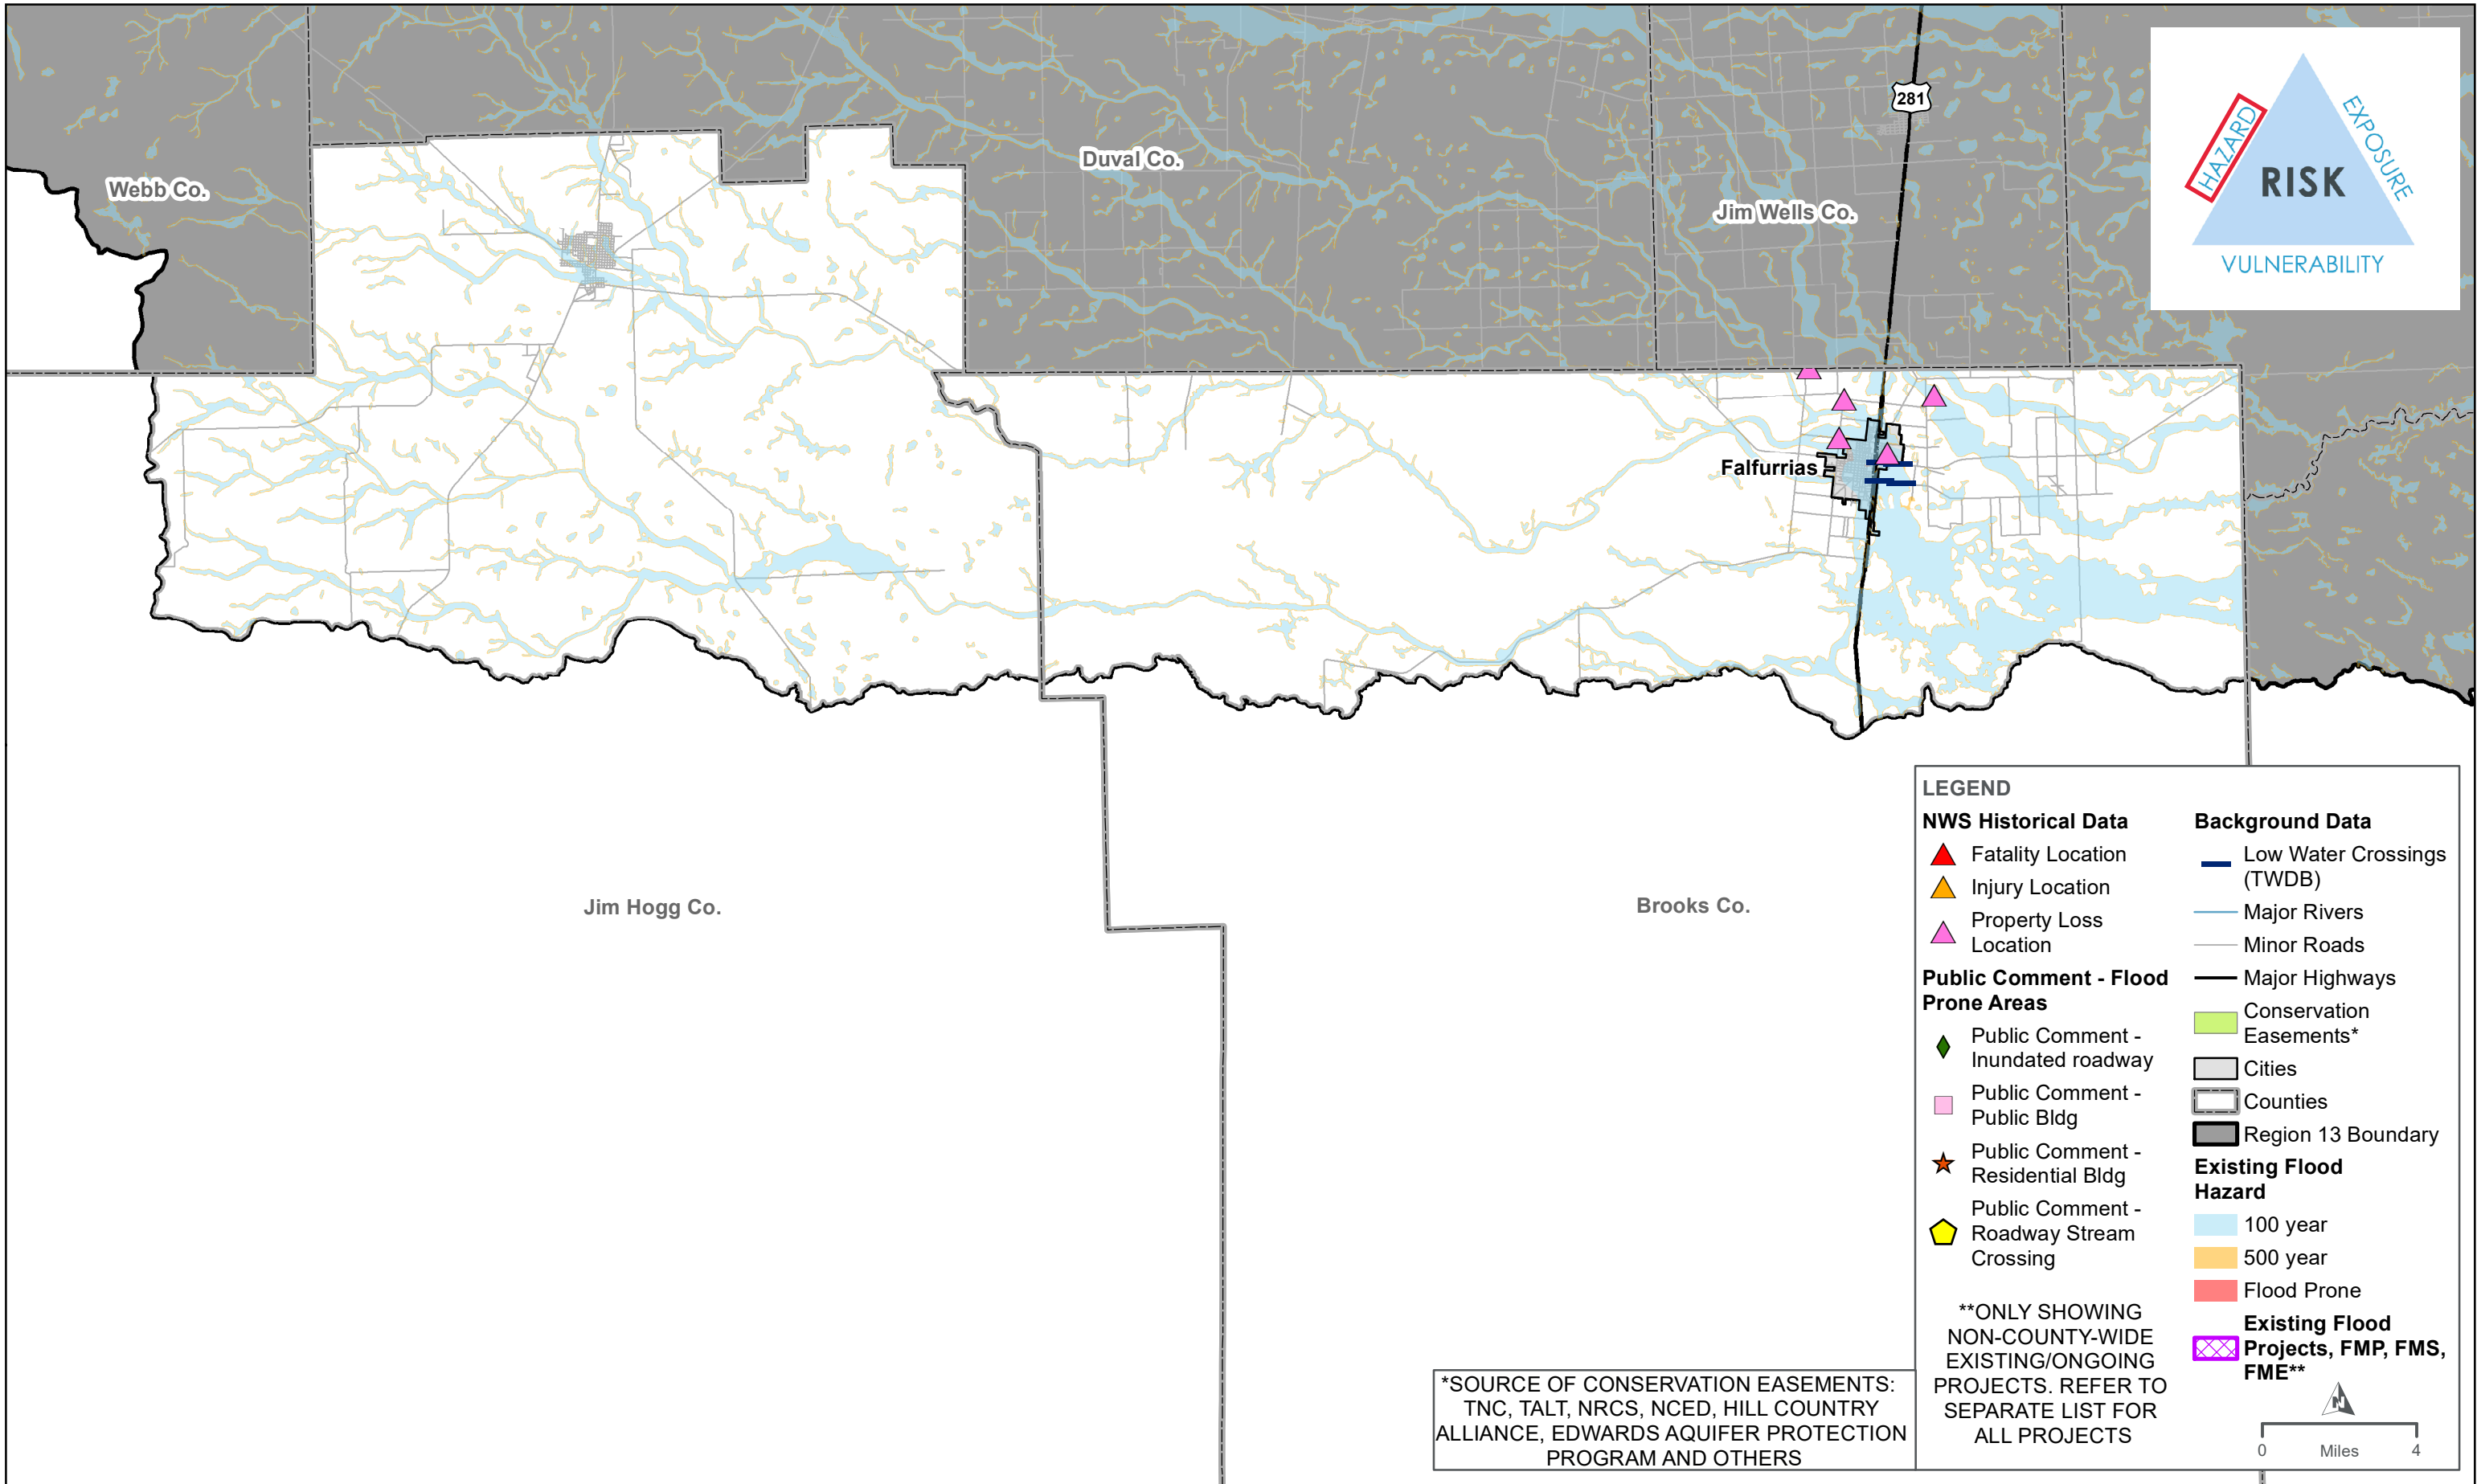 Webb Co.
Duval Co.
Jim Wells Co.
281
HAZARD
EXPOSURE
RISK
VULNERABILITY
Falfurrias
Jim Hogg Co.
Brooks Co.
LEGEND
NWS Historical Data
Fatality Location
Injury Location
Property Loss
Location
Public Comment - Flood
Prone Areas
Public Comment -
Inundated roadway
Public Comment -
Public Bldg
Public Comment -
Residential Bldg
Public Comment -
Roadway Stream
Crossing
**ONLY SHOWING
NON-COUNTY-WIDE
EXISTING/ONGOING
PROJECTS. REFER TO
SEPARATE LIST FOR
ALL PROJECTS
Background Data
Low Water Crossings
(TWDB)
Major Rivers
Minor Roads
Major Highways
Conservation
Easements*
Cities
Counties
Region 13 Boundary
Existing Flood
Hazard
100 year
500 year
Flood Prone
Existing Flood
Projects, FMP, FMS,
FME**
N
0 Miles 4
*SOURCE OF CONSERVATION EASEMENTS:
TNC, TALT, NRCS, NCED, HILL COUNTRY
ALLIANCE, EDWARDS AQUIFER PROTECTION
PROGRAM AND OTHERS